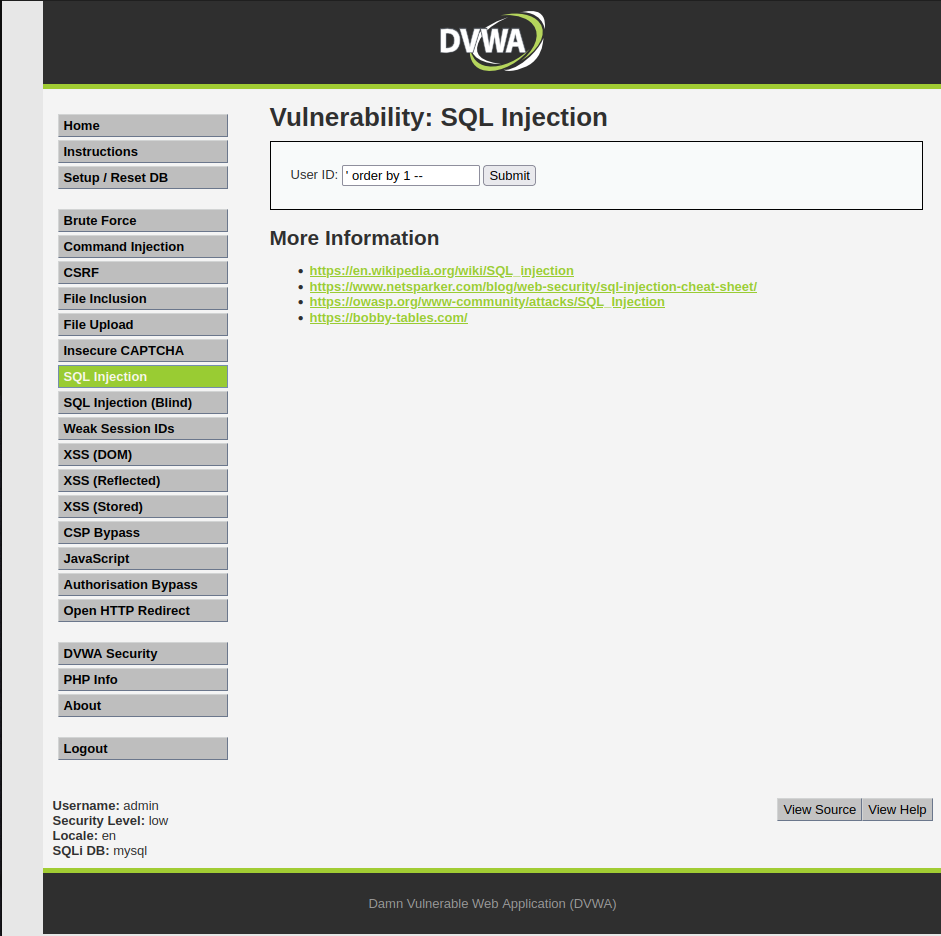 DVWA
Vulnerability: SQL Injection
Home
Instructions
Setup / Reset DB
Brute Force
Command Injection
CSRF
File Inclusion
File Upload
Insecure CAPTCHA
SQL Injection
SQL Injection (Blind)
Weak Session IDs
XSS (DOM)
XSS (Reflected)
XSS (Stored)
CSP Bypass
JavaScript
Authorisation Bypass
Open HTTP Redirect
DVWA Security
PHP Info
About
Logout
User ID: ' order by 1 -- Submit
More Information
• https://en.wikipedia.org/wiki/SQL_injection
• https://www.netsparker.com/blog/web-security/sql-injection-cheat-sheet/
• https://owasp.org/www-community/attacks/SQL_Injection
• https://bobby-tables.com/
Username: admin
Security Level: low
Locale: en
SQLi DB: mysql
View Source View Help
Damn Vulnerable Web Application (DVWA)